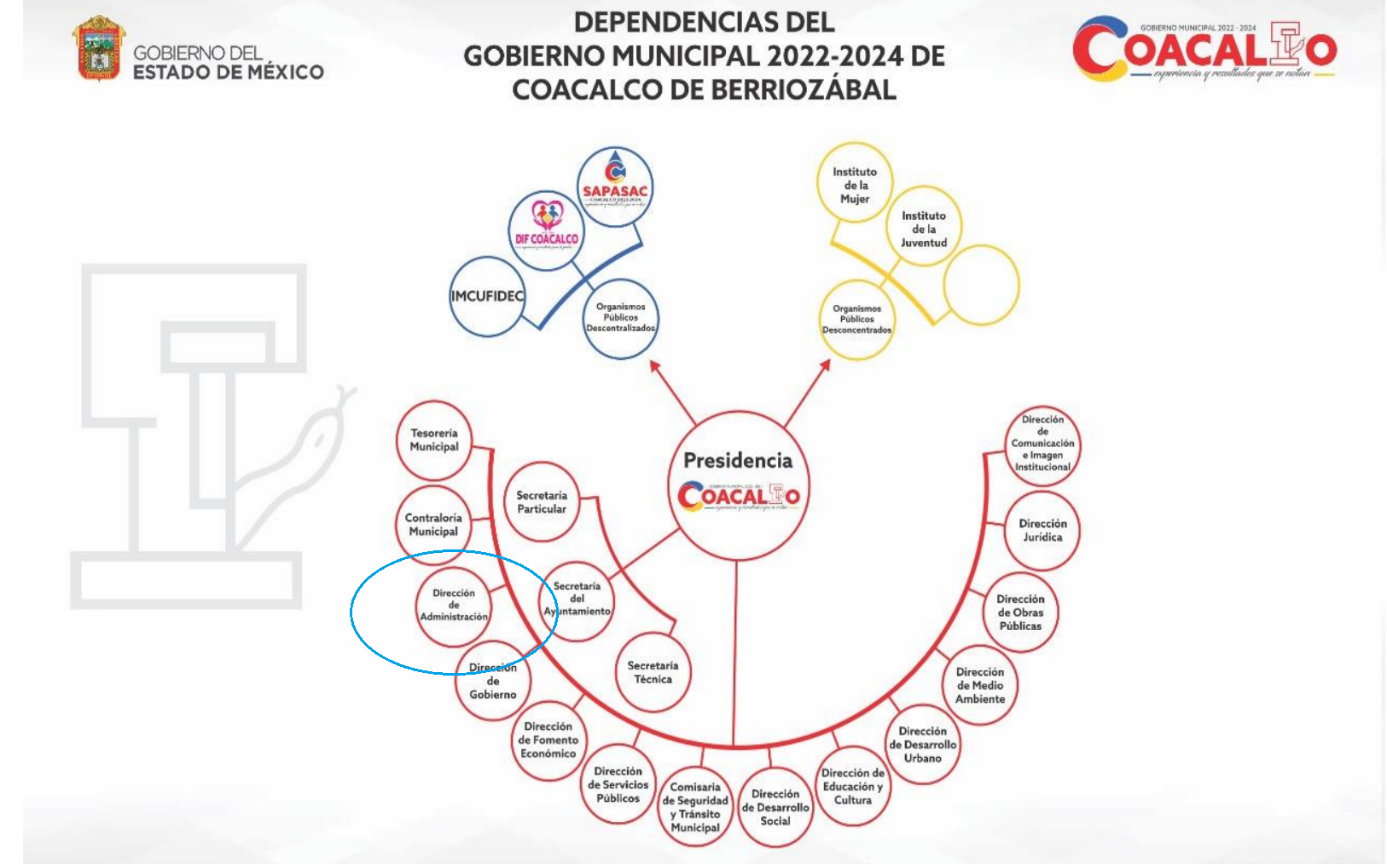 GOBIERNO DEL
ESTADO DE MÉXICO
DEPENDENCIAS DEL
GOBIERNO MUNICIPAL 2022-2024 DE
COACALCO DE BERRIOZÁBAL
GOBIERNO MUNICIPAL 2022 - 2024
COACALCO
experiencia y resultados que se notan
SAPASAC
COACALCO 2022-2024
DIF COACALCO
IMCUFIDEC
Organismos
Públicos
Descentralizados
Instituto
de la
Mujer
Instituto
de la
Juventud
Organismos
Públicos
Desconcentrados
Presidencia
COACALCO
Secretaría
Particular
Secretaría
del
Ayuntamiento
Secretaría
Técnica
Tesorería
Municipal
Contraloría
Municipal
Dirección
de
Administración
Dirección
de
Gobierno
Dirección
de Fomento
Económico
Dirección
de Servicios
Públicos
Comisaria
de Seguridad
y Tránsito
Municipal
Dirección
de Desarrollo
Social
Dirección de
Educación y
Cultura
Dirección
de Desarrollo
Urbano
Dirección
de Medio
Ambiente
Dirección
de Obras
Públicas
Dirección
Jurídica
Dirección
de
Comunicación
e Imagen
Institucional